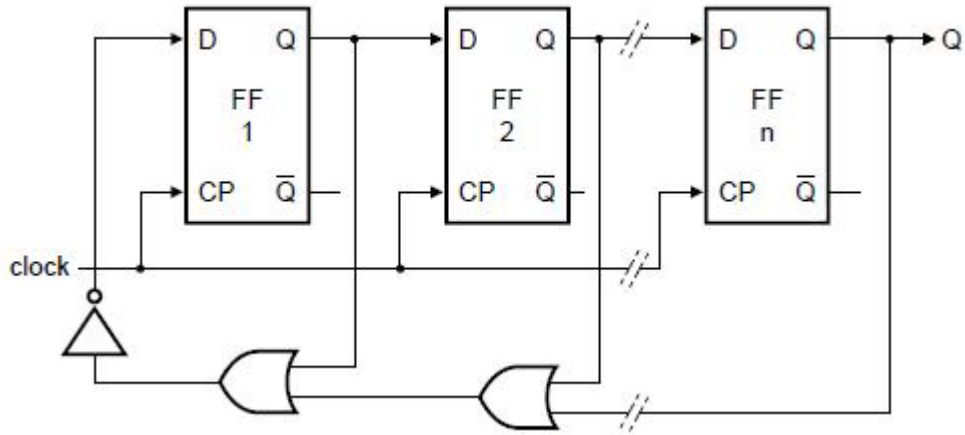 D Q D Q D Q Q
FF FF FF
1 2 n
CP Q̅ CP Q̅ CP Q̅
clock